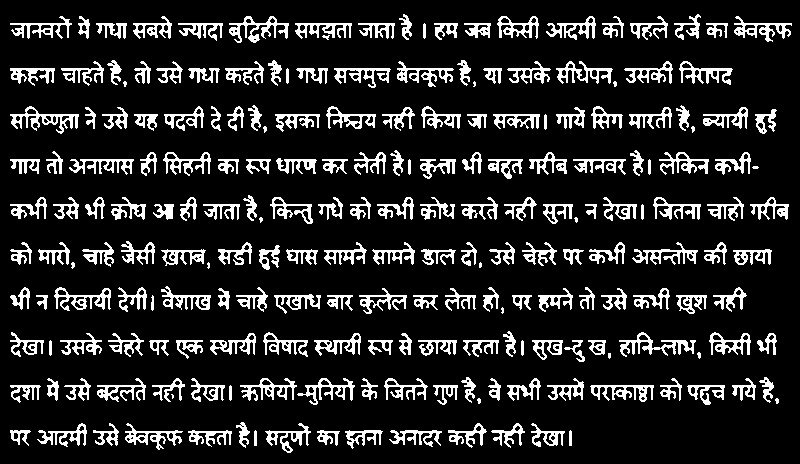 जानवरों में गधा सबसे ज्यादा बुद्धिहीन समझता जाता है । हम जब किसी आदमी को पहले दर्जे का बेवकूफ
कहना चाहते है, तो उसे गधा कहते हैं। गधा सचमुच बेवकूफ है, या उसके सीधेपन, उसकी निरापद
सहिष्णुता ने उसे यह पदवी दे दी है, इसका निश्चय नही किया जा सकता। गायें सिग मारती हैं, ब्यायी हुई
गाय तो अनायास ही सिहनी का रूप धारण कर लेती है। कुत्ता भी बहुत गरीब जानवर है। लेकिन कभी-
कभी उसे भी क्रोध आ ही जाता है, किन्तु गधे को कभी क्रोध करते नही सुना, न देखा। जितना चाहो गरीब
को मारो, चाहे जैसी ख़राब, सडी हुई घास सामने सामने डाल दो, उसे चेहरे पर कभी असन्तोष की छाया
भी न दिखायी देगी। वैशाख में चाहे एखाध बार कुलेल कर लेता हो, पर हमने तो उसे कभी ख़ुश नही
देखा। उसके चेहरे पर एक स्थायी विषाद स्थायी रूप से छाया रहता है। सुख-दु ख, हानि-लाभ, किसी भी
दशा में उसे बदलते नही देखा। ऋषियों-मुनियों के जितने गुण है, वे सभी उसमें पराकाष्ठा को पहुच गये है,
पर आदमी उसे बेवकूफ कहता है। सद्गुणों का इतना अनादर कही नही देखा।